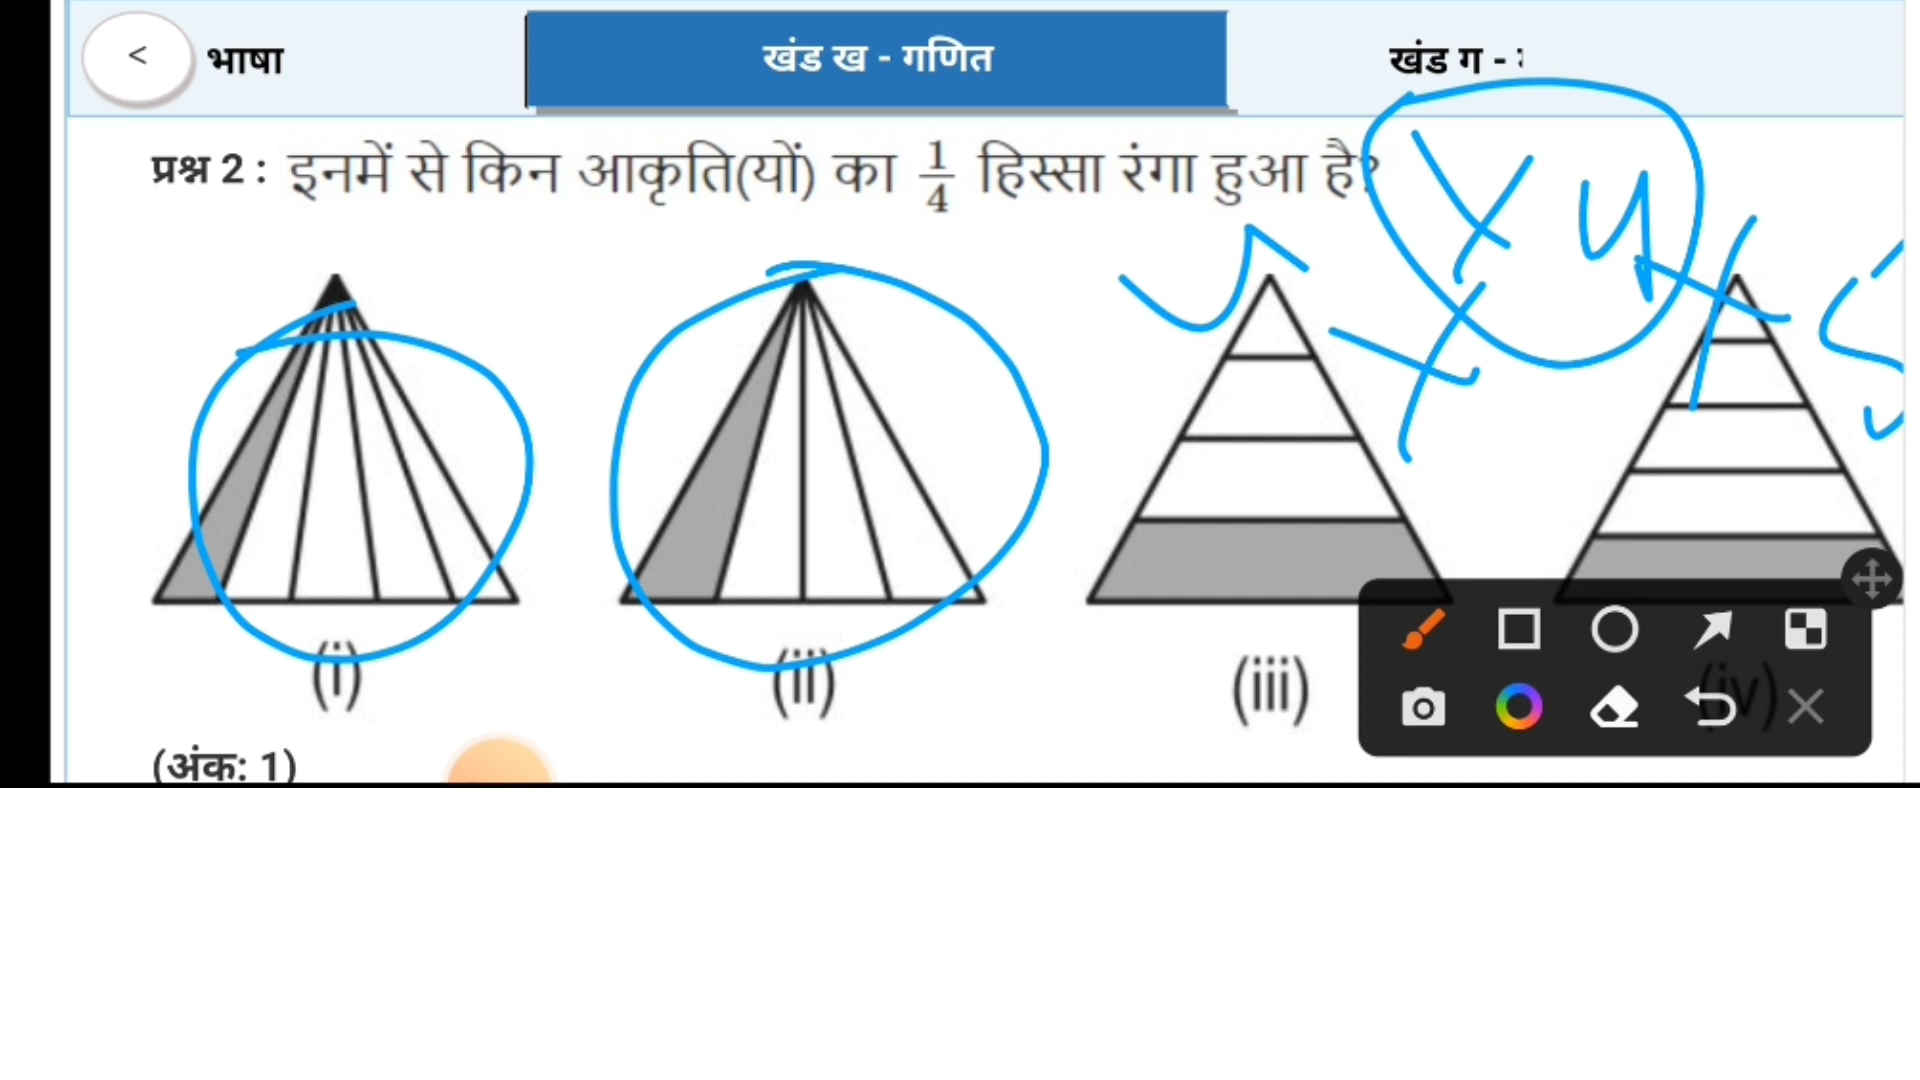 < भाषा खंड ख - गणित खंड ग -
प्रश्न 2 : इनमें से किन आकृति(यों) का 1/4 हिस्सा रंगा हुआ है?
(i) (ii) (iii) (iv)
(अंक: 1)